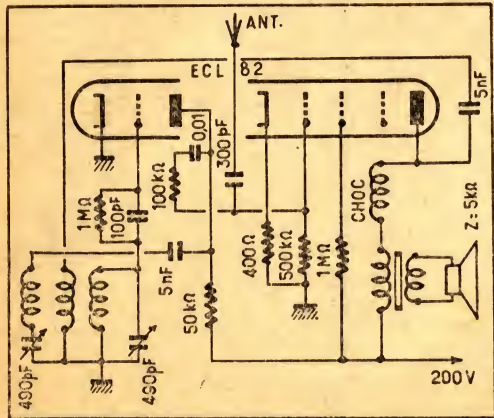 ANT.
ECL 82
5nF
0,01
300pF
100kΩ
1MΩ
100pF
CHOC
Z=5kΩ
400Ω
500kΩ
1MΩ
5nF
50kΩ
490pF
490pF
200V